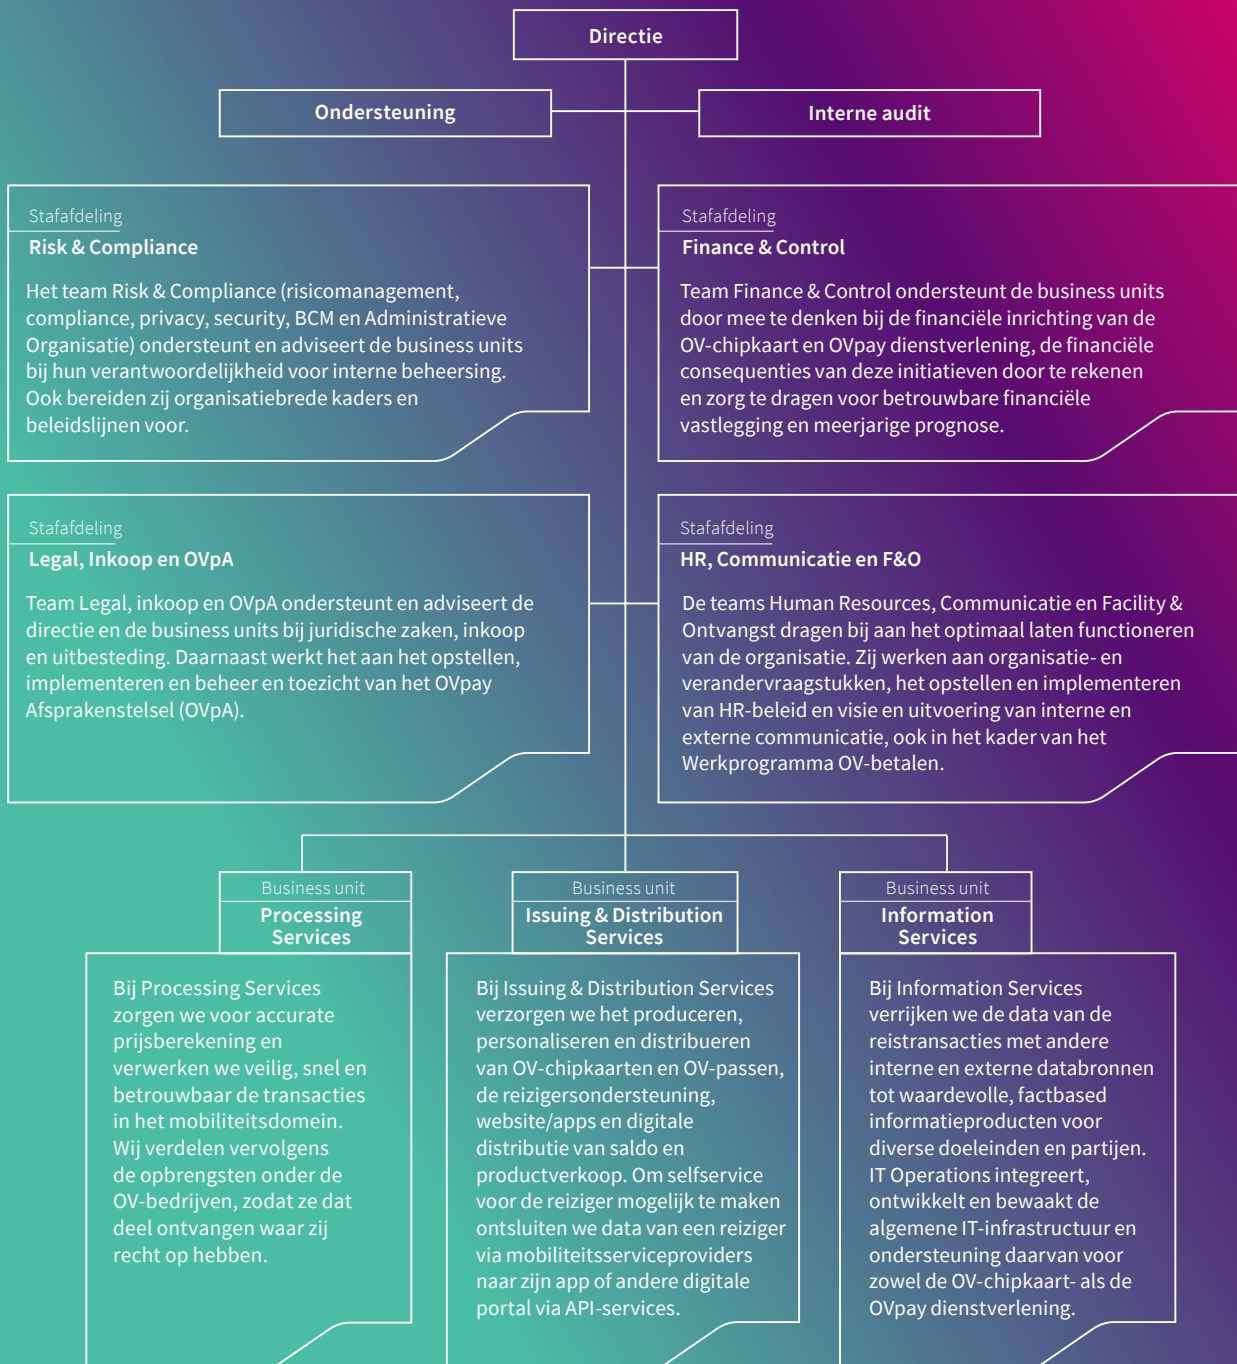 Directie
Ondersteuning
Interne audit
Stafafdeling
Risk & Compliance
Het team Risk & Compliance (risicomanagement,
compliance, privacy, security, BCM en Administratieve
Organisatie) ondersteunt en adviseert de business units
bij hun verantwoordelijkheid voor interne beheersing.
Ook bereiden zij organisatiebrede kaders en
beleidslijnen voor.
Stafafdeling
Finance & Control
Team Finance & Control ondersteunt de business units
door mee te denken bij de financiële inrichting van de
OV-chipkaart en OVpay dienstverlening, de financiële
consequenties van deze initiatieven door te rekenen
en zorg te dragen voor betrouwbare financiële
vastlegging en meerjarige prognose.
Stafafdeling
Legal, Inkoop en OVpA
Team Legal, inkoop en OVpA ondersteunt en adviseert de
directie en de business units bij juridische zaken, inkoop
en uitbesteding. Daarnaast werkt het aan het opstellen,
implementeren en beheer en toezicht van het OVpay
Afsprakenstelsel (OVpA).
Stafafdeling
HR, Communicatie en F&O
De teams Human Resources, Communicatie en Facility &
Ontvangst dragen bij aan het optimaal laten functioneren
van de organisatie. Zij werken aan organisatie- en
verandervraagstukken, het opstellen en implementeren
van HR-beleid en visie en uitvoering van interne en
externe communicatie, ook in het kader van het
Werkprogramma OV-betalen.
Business unit
Processing
Services
Bij Processing Services
zorgen we voor accurate
prijsberekening en
verwerken we veilig, snel en
betrouwbaar de transacties
in het mobiliteitsdomein.
Wij verdelen vervolgens
de opbrengsten onder de
OV-bedrijven, zodat ze dat
deel ontvangen waar zij
recht op hebben.
Business unit
Issuing & Distribution
Services
Bij Issuing & Distribution Services
verzorgen we het produceren,
personaliseren en distribueren
van OV-chipkaarten en OV-passen,
de reizigersondersteuning,
website/apps en digitale
distributie van saldo en
productverkoop. Om selfservice
voor de reiziger mogelijk te maken
ontsluiten we data van een reiziger
via mobiliteitsserviceproviders
naar zijn app of andere digitale
portal via API-services.
Business unit
Information
Services
Bij Information Services
verrijken we de data van de
reistransacties met andere
interne en externe databronnen
tot waardevolle, factbased
informatieproducten voor
diverse doeleinden en partijen.
IT Operations integreert,
ontwikkelt en bewaakt de
algemene IT-infrastructuur en
ondersteuning daarvan voor
zowel de OV-chipkaart- als de
OVpay dienstverlening.